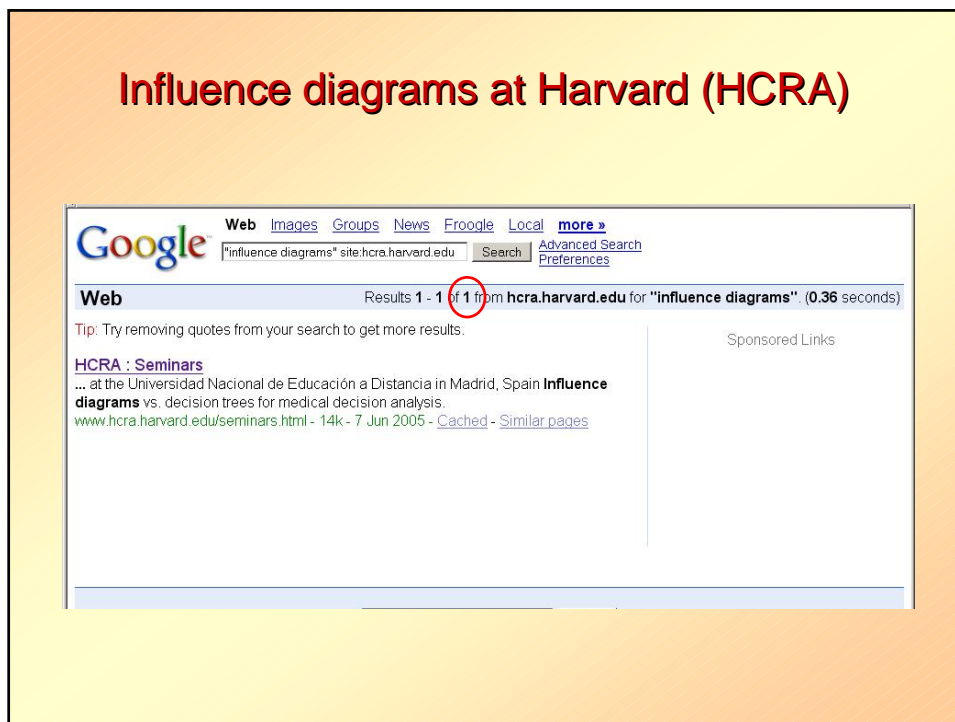 Influence diagrams at Harvard (HCRA)
Google™
Web Images Groups News Froogle Local more »
"influence diagrams" site:hcra.harvard.edu Search Advanced Search
Preferences
Web Results 1 - 1 of 1 from hcra.harvard.edu for "influence diagrams". (0.36 seconds)
Tip: Try removing quotes from your search to get more results.
Sponsored Links
HCRA : Seminars
... at the Universidad Nacional de Educación a Distancia in Madrid, Spain Influence
diagrams vs. decision trees for medical decision analysis.
www.hcra.harvard.edu/seminars.html - 14k - 7 Jun 2005 - Cached - Similar pages